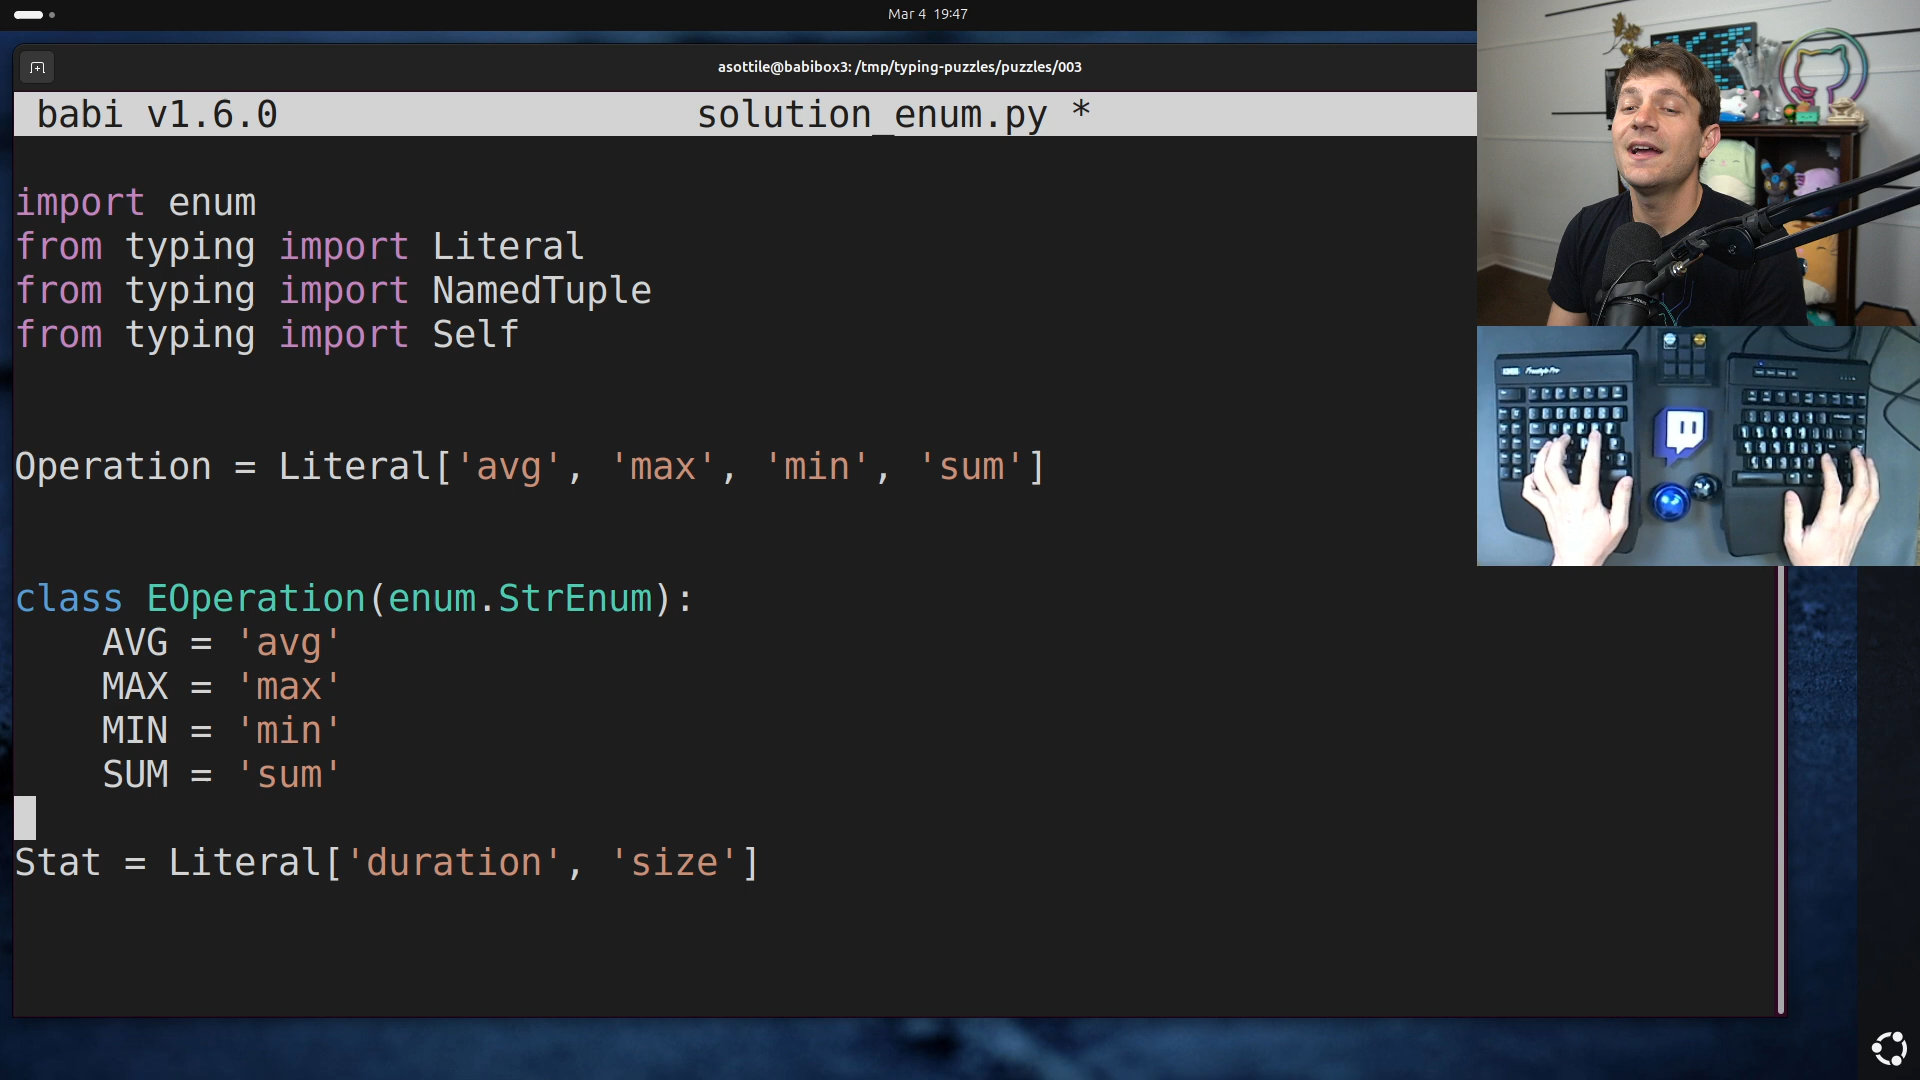 Mar 4 19:47
asottile@babibox3: /tmp/typing-puzzles/puzzles/003
babi v1.6.0 solution_enum.py *
import enum
from typing import Literal
from typing import NamedTuple
from typing import Self
Operation = Literal['avg', 'max', 'min', 'sum']
class EOperation(enum.StrEnum):
AVG = 'avg'
MAX = 'max'
MIN = 'min'
SUM = 'sum'
Stat = Literal['duration', 'size']
Freestyle Pro